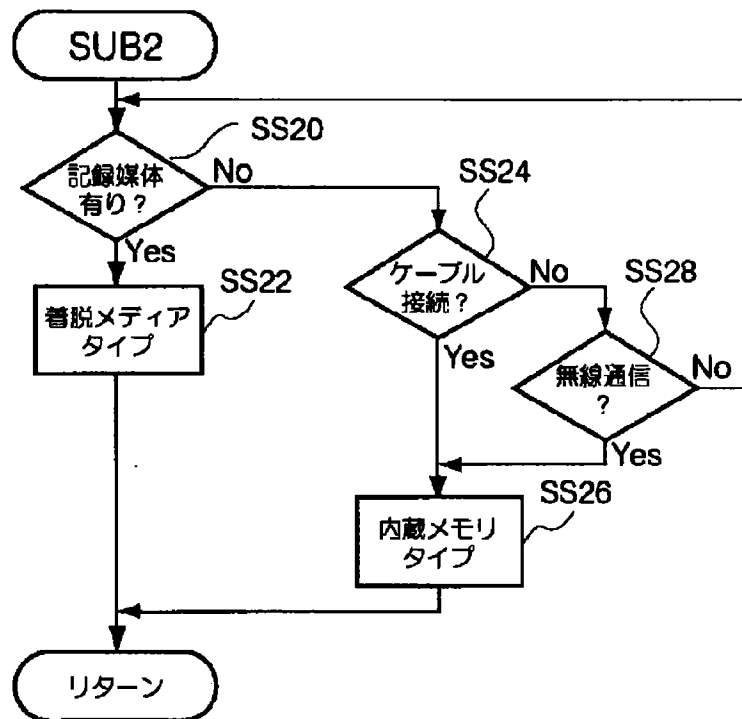 SUB2
SS20
記録媒体
有り？
No
Yes
SS24
ケーブル
接続？
No
Yes
SS22
着脱メディア
タイプ
SS28
無線通信
？
No
Yes
SS26
内蔵メモリ
タイプ
リターン